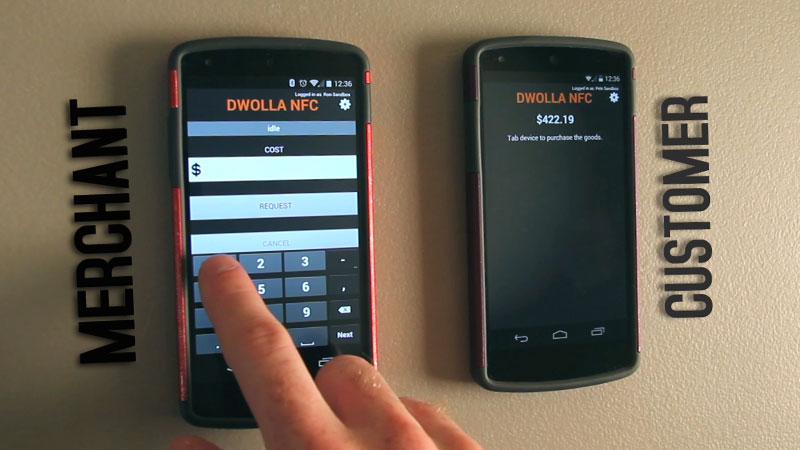 MERCHANT
12:36
Logged in as: Ron-Sandbox
DWOLLA NFC
idle
COST
$
REQUEST
CANCEL
2 3 -
5 6 ,
9
Next
12:36
Logged in as: Pete-Sandbox
DWOLLA NFC
$422.19
Tab device to purchase the goods.
CUSTOMER